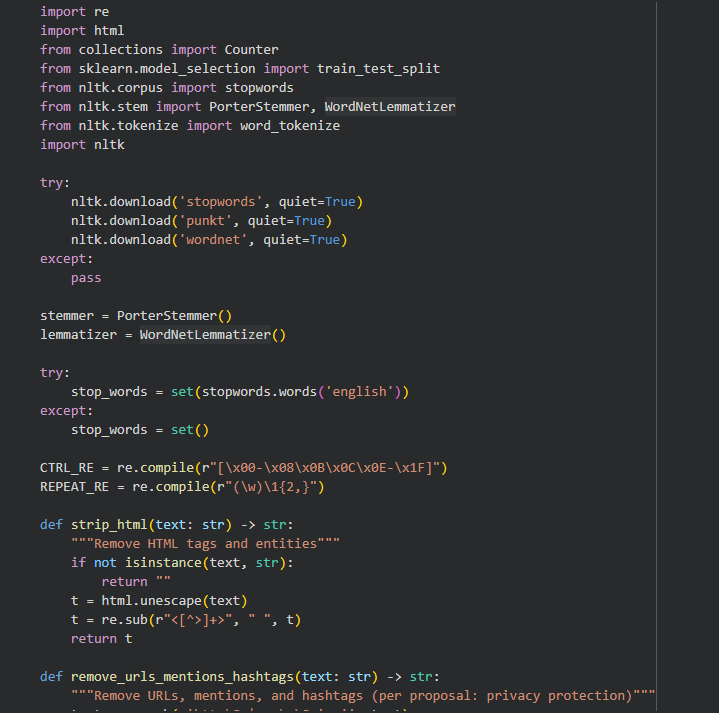 import re
import html
from collections import Counter
from sklearn.model_selection import train_test_split
from nltk.corpus import stopwords
from nltk.stem import PorterStemmer, WordNetLemmatizer
from nltk.tokenize import word_tokenize
import nltk

try:
    nltk.download('stopwords', quiet=True)
    nltk.download('punkt', quiet=True)
    nltk.download('wordnet', quiet=True)
except:
    pass

stemmer = PorterStemmer()
lemmatizer = WordNetLemmatizer()

try:
    stop_words = set(stopwords.words('english'))
except:
    stop_words = set()

CTRL_RE = re.compile(r"[\x00-\x08\x0B\x0C\x0E-\x1F]")
REPEAT_RE = re.compile(r"(\w)\1{2,}")

def strip_html(text: str) -> str:
    """Remove HTML tags and entities"""
    if not isinstance(text, str):
        return ""
    t = html.unescape(text)
    t = re.sub(r"<[^>]+>", " ", t)
    return t

def remove_urls_mentions_hashtags(text: str) -> str:
    """Remove URLs, mentions, and hashtags (per proposal: privacy protection)"""